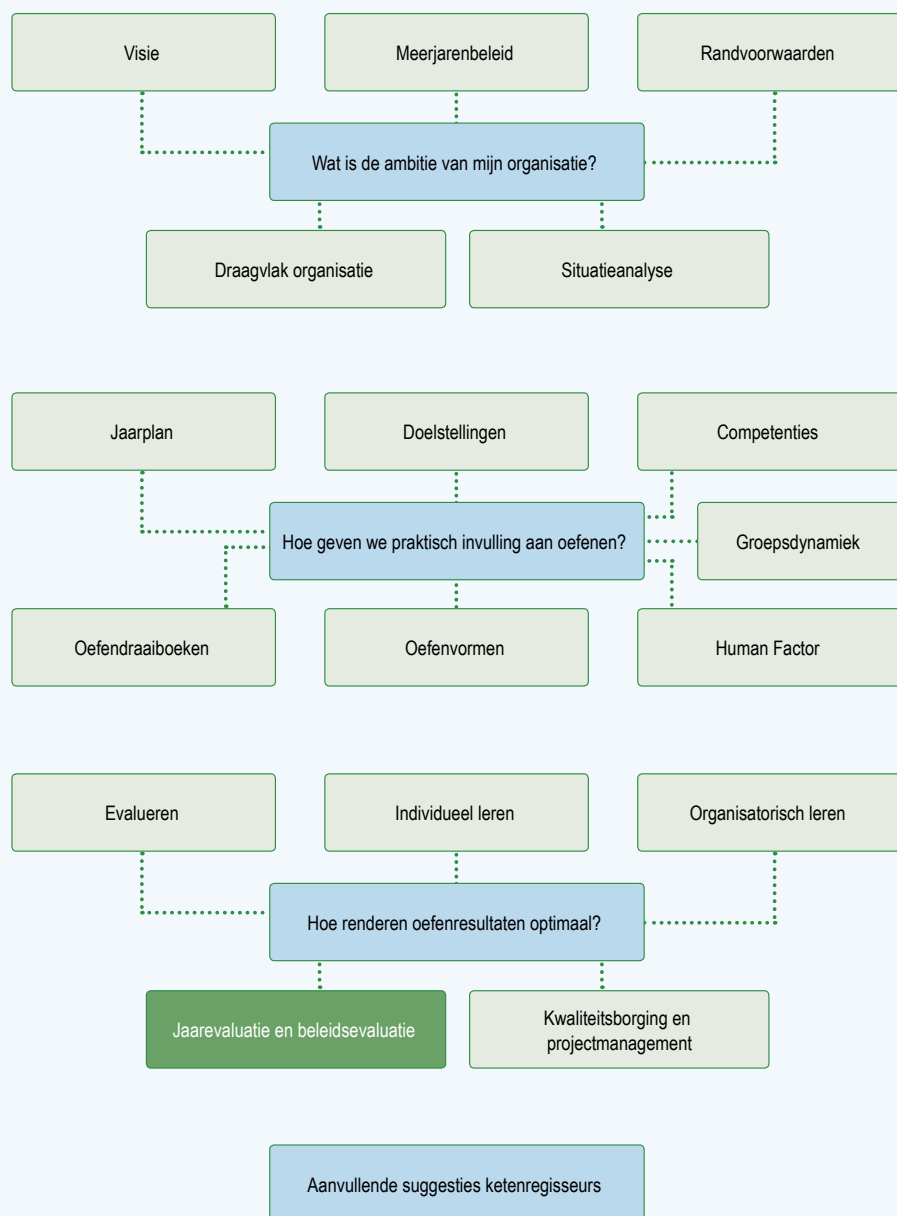 Visie
Meerjarenbeleid
Randvoorwaarden
Wat is de ambitie van mijn organisatie?
Draagvlak organisatie
Situatieanalyse
Jaarplan
Doelstellingen
Competenties
Hoe geven we praktisch invulling aan oefenen?
Groepsdynamiek
Oefendraaiboeken
Oefenvormen
Human Factor
Evalueren
Individueel leren
Organisatorisch leren
Hoe renderen oefenresultaten optimaal?
Jaarevaluatie en beleidsevaluatie
Kwaliteitsborging en
projectmanagement
Aanvullende suggesties ketenregisseurs